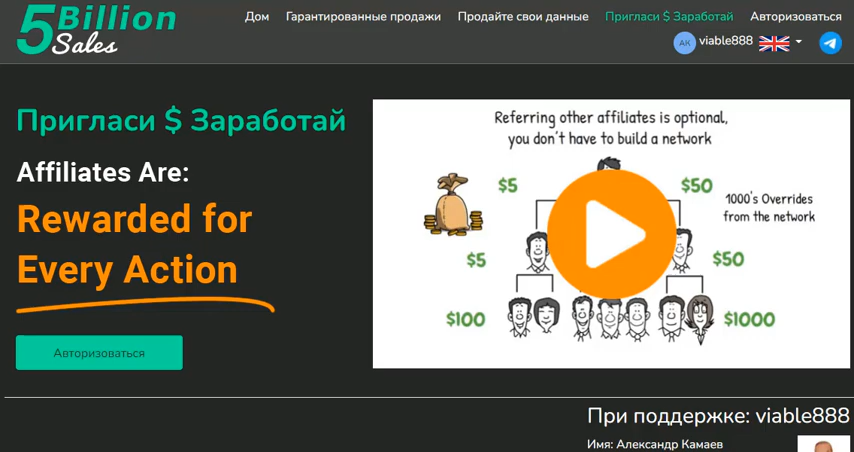 5 Billion
Sales
Дом Гарантированные продажи Продайте свои данные Пригласи $ Заработай Авторизоваться
AK viable888
Пригласи $ Заработай
Affiliates Are:
Rewarded for
Every Action
Авторизоваться
Referring other affiliates is optional,
you don't have to build a network
$5 $50
1000's Overrides
from the network
$5 $50
$100 $1000
При поддержке: viable888
Имя: Александр Камаев